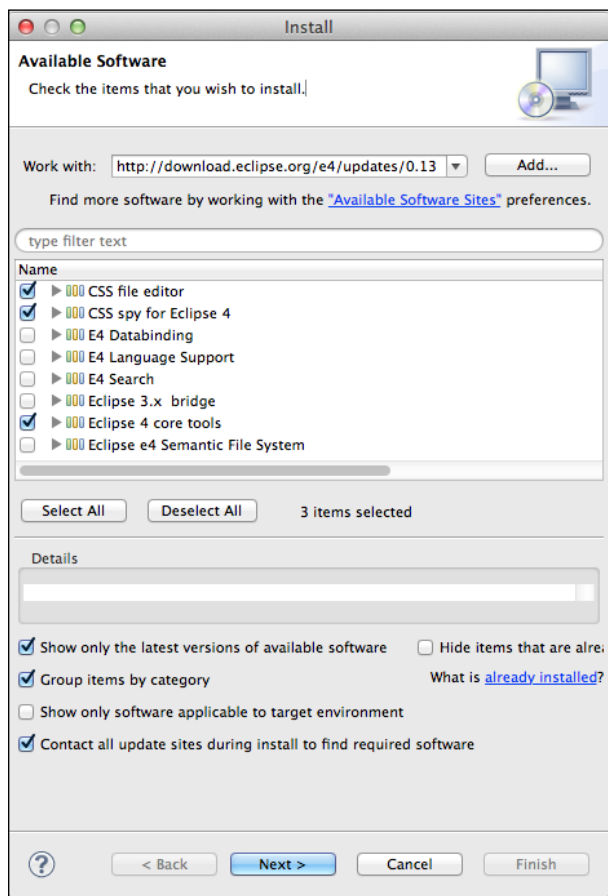 Install
Available Software
Check the items that you wish to install.
Work with: http://download.eclipse.org/e4/updates/0.13 Add...
Find more software by working with the "Available Software Sites" preferences.
type filter text
Name
CSS file editor
CSS spy for Eclipse 4
E4 Databinding
E4 Language Support
E4 Search
Eclipse 3.x bridge
Eclipse 4 core tools
Eclipse e4 Semantic File System
Select All Deselect All 3 items selected
Details
Show only the latest versions of available software Hide items that are alre
Group items by category What is already installed?
Show only software applicable to target environment
Contact all update sites during install to find required software
? < Back Next > Cancel Finish